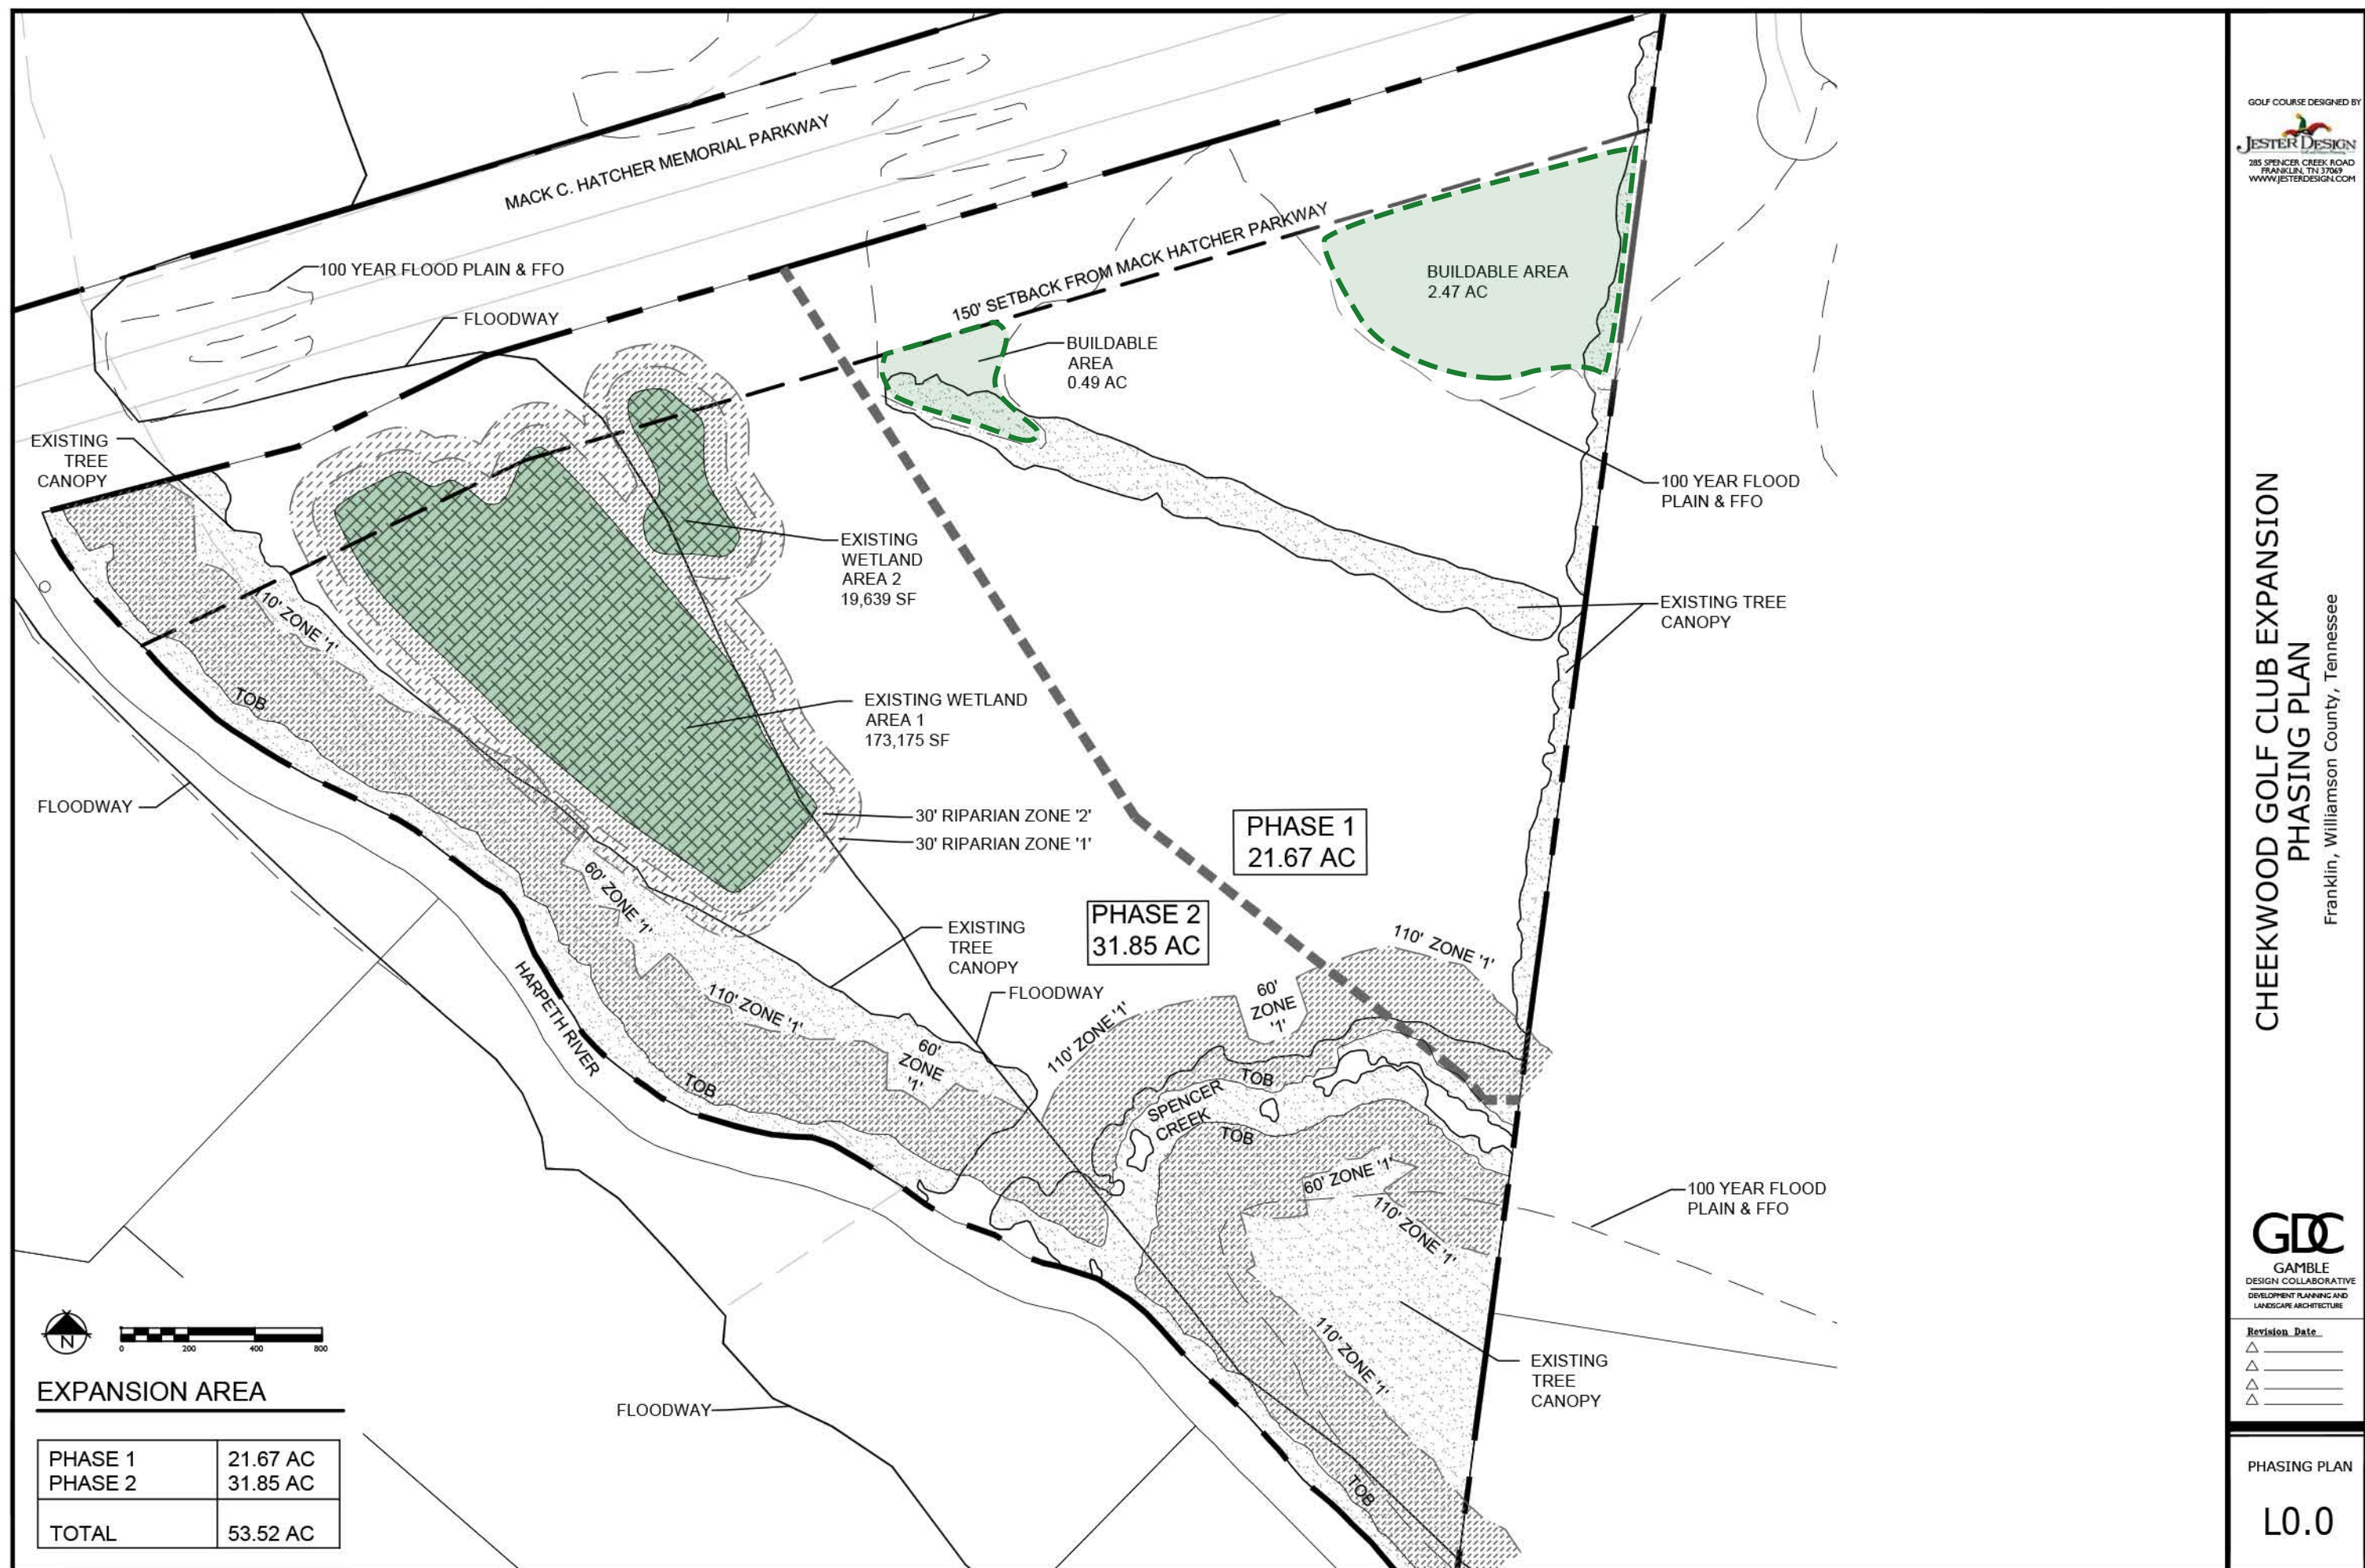 MACK C. HATCHER MEMORIAL PARKWAY
100 YEAR FLOOD PLAIN & FFO
FLOODWAY
150' SETBACK FROM MACK HATCHER PARKWAY
BUILDABLE AREA
2.47 AC
BUILDABLE
AREA
0.49 AC
EXISTING
TREE
CANOPY
100 YEAR FLOOD
PLAIN & FFO
EXISTING
WETLAND
AREA 2
19,639 SF
10' ZONE '1'
EXISTING TREE
CANOPY
TOB
EXISTING WETLAND
AREA 1
173,175 SF
FLOODWAY
30' RIPARIAN ZONE '2'
30' RIPARIAN ZONE '1'
PHASE 1
21.67 AC
60' ZONE '1'
PHASE 2
31.85 AC
EXISTING
TREE
CANOPY
110' ZONE '1'
HARPETH RIVER
110' ZONE '1'
FLOODWAY
60'
ZONE
'1'
110' ZONE '1'
60'
ZONE
'1'
TOB
SPENCER
CREEK
TOB
TOB
60' ZONE '1'
110' ZONE '1'
100 YEAR FLOOD
PLAIN & FFO
110' ZONE '1'
EXISTING
TREE
CANOPY
FLOODWAY
TOB
N
0 200 400 800
EXPANSION AREA
PHASE 1 21.67 AC
PHASE 2 31.85 AC
TOTAL 53.52 AC
GOLF COURSE DESIGNED BY
JESTER DESIGN
285 SPENCER CREEK ROAD
FRANKLIN, TN 37069
WWW.JESTERDESIGN.COM
CHEEKWOOD GOLF CLUB EXPANSION
PHASING PLAN
Franklin, Williamson County, Tennessee
GDC
GAMBLE
DESIGN COLLABORATIVE
DEVELOPMENT PLANNING AND
LANDSCAPE ARCHITECTURE
Revision Date
PHASING PLAN
L0.0